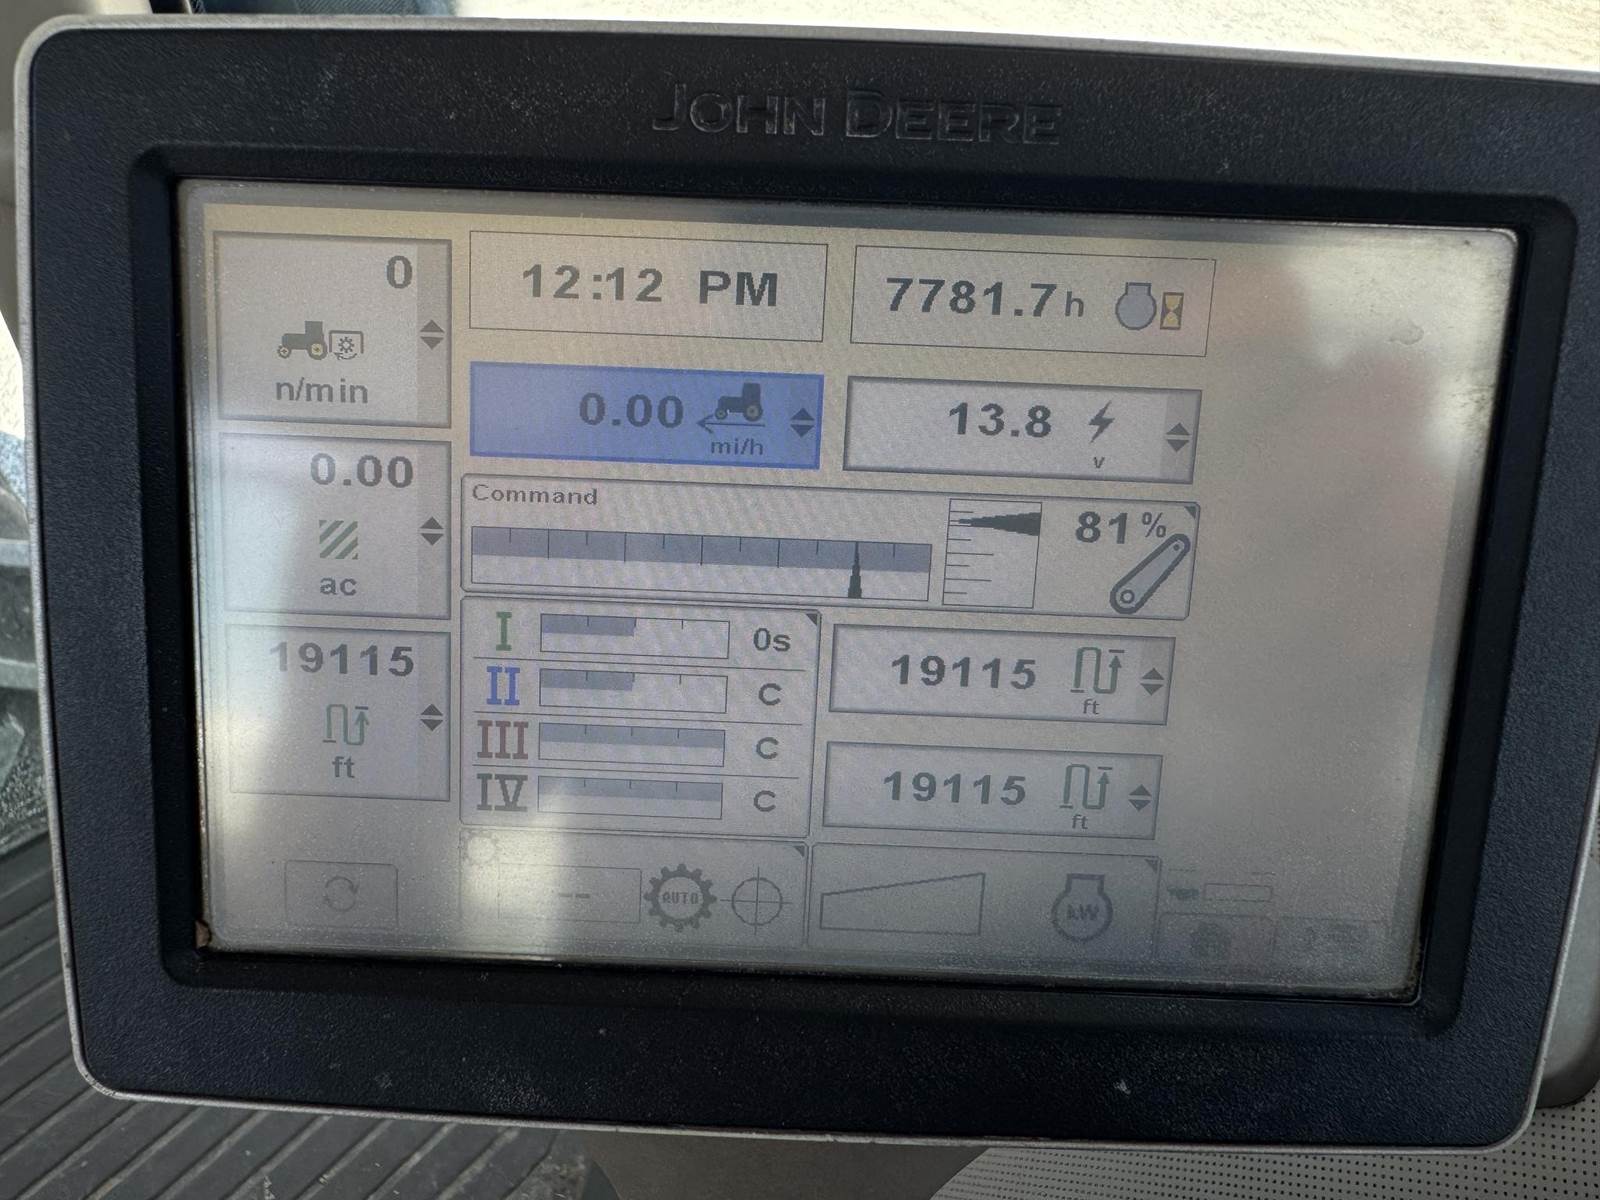 JOHN DEERE
0
n/min
12:12 PM
7781.7 h
0.00
mi/h
13.8
v
0.00
ac
Command
81%
19115
ft
I 0s
II C
III C
IV C
19115
ft
19115
ft
--
AUTO
kW